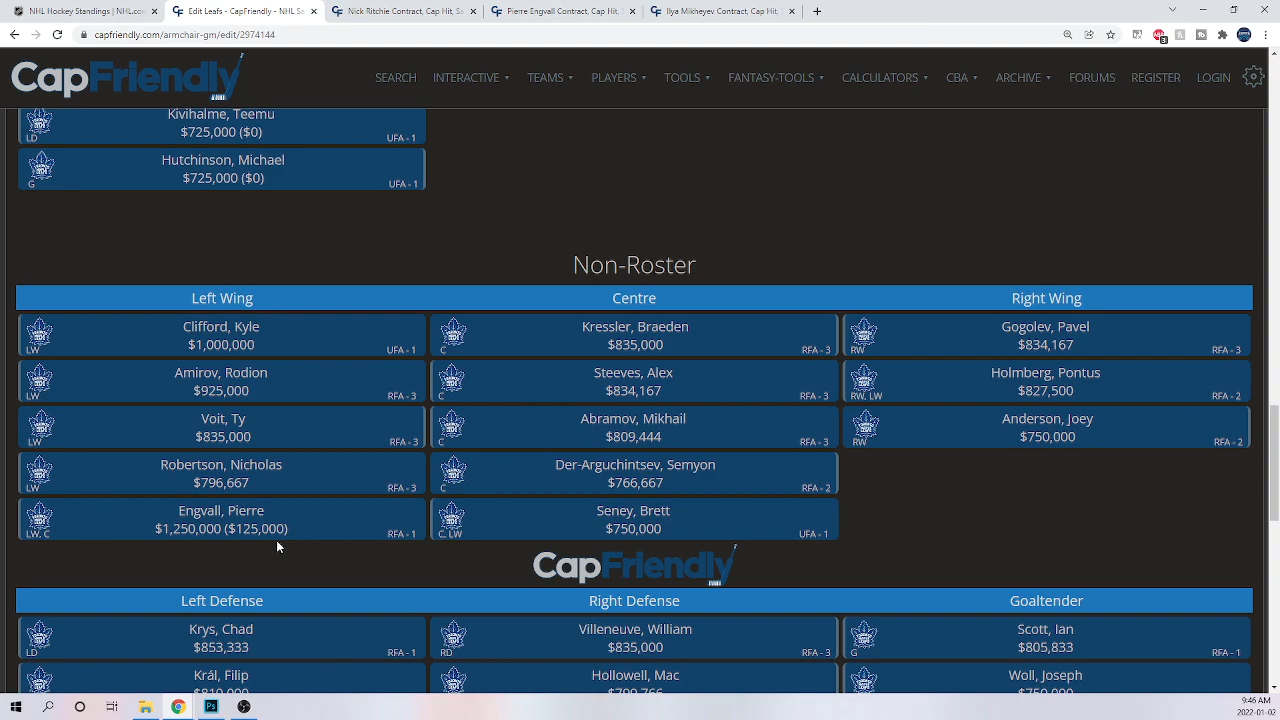 NHL Hockey Standings | NHL.com
Edit Leafs - CapFriendly - NHL Sa
Nick Ritchie Contract, Cap Hit, Sa
Pierre Engvall Contract, Cap Hit, S
Ilya Mikheyev Contract, Cap Hit,
capfriendly.com/armchair-gm/edit/2974144
3
CapFriendly
SEARCH INTERACTIVE TEAMS PLAYERS TOOLS FANTASY-TOOLS CALCULATORS CBA ARCHIVE FORUMS REGISTER LOGIN
Kivihalme, Teemu
$725,000 ($0)
LD UFA - 1
Hutchinson, Michael
$725,000 ($0)
G UFA - 1
Non-Roster
Left Wing Centre Right Wing
Clifford, Kyle
$1,000,000
LW UFA - 1
Kressler, Braeden
$835,000
C RFA - 3
Gogolev, Pavel
$834,167
RW RFA - 3
Amirov, Rodion
$925,000
LW RFA - 3
Steeves, Alex
$834,167
C RFA - 3
Holmberg, Pontus
$827,500
RW, LW RFA - 2
Voit, Ty
$835,000
LW RFA - 3
Abramov, Mikhail
$809,444
C RFA - 3
Anderson, Joey
$750,000
RW RFA - 2
Robertson, Nicholas
$796,667
LW RFA - 3
Der-Arguchintsev, Semyon
$766,667
C RFA - 2
Engvall, Pierre
$1,250,000 ($125,000)
LW, C RFA - 1
Seney, Brett
$750,000
C, LW UFA - 1
CapFriendly
Left Defense Right Defense Goaltender
Krys, Chad
$853,333
LD RFA - 1
Villeneuve, William
$835,000
RD RFA - 3
Scott, Ian
$805,833
G RFA - 1
Král, Filip
Hollowell, Mac
Woll, Joseph
9:46 AM
2022-01-02